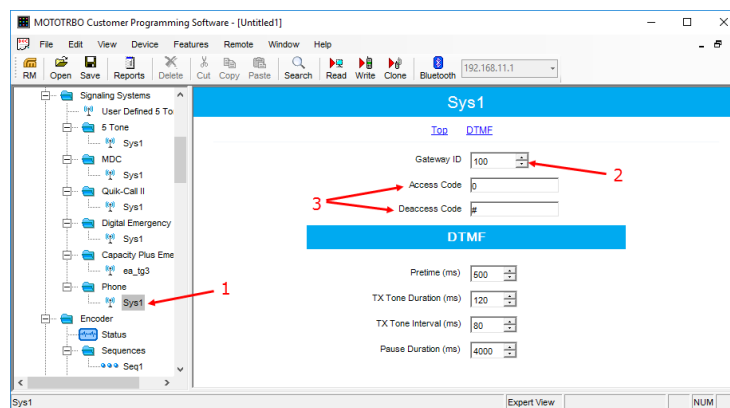 MOTOTRBO Customer Programming Software - [Untitled1]
File Edit View Device Features Remote Window Help
RM Open Save Reports Delete Cut Copy Paste Search Read Write Clone Bluetooth 192.168.11.1
Signaling Systems
User Defined 5 To
5 Tone
Sys1
MDC
Sys1
Quik-Call II
Sys1
Digital Emergency
Sys1
Capacity Plus Eme
ea_tg3
Phone
Sys1
1
Encoder
Status
Sequences
Seq1
Sys1
Top DTMF
Gateway ID 100
2
Access Code 0
3
Deaccess Code #
DTMF
Pretime (ms) 500
TX Tone Duration (ms) 120
TX Tone Interval (ms) 80
Pause Duration (ms) 4000
Sys1 Expert View NUM